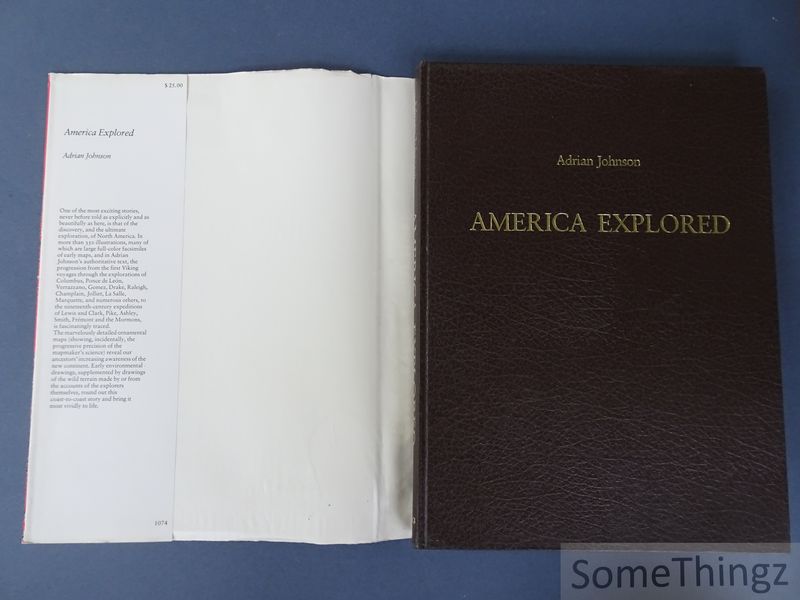 $ 25.00
America Explored
Adrian Johnson
One of the most exciting stories,
never before told as explicitly and as
beautifully as here, is that of the
discovery, and the ultimate
exploration, of North America. In
more than 350 illustrations, many of
which are large full-color facsimiles
of early maps, and in Adrian
Johnson's authoritative text, the
progression from the first Viking
voyages through the explorations of
Columbus, Ponce de León,
Verrazzano, Gomez, Drake, Raleigh,
Champlain, Jolliet, La Salle,
Marquette, and numerous others, to
the nineteenth-century expeditions
of Lewis and Clark, Pike, Ashley,
Smith, Frémont and the Mormons,
is fascinatingly traced.
The marvelously detailed ornamental
maps (showing, incidentally, the
progressive precision of the
mapmaker's science) reveal our
ancestors' increasing awareness of the
new continent. Early environmental
drawings, supplemented by drawings
of the wild terrain made by or from
the accounts of the explorers
themselves, round out this
coast-to-coast story and bring it
most vividly to life.
1074
Adrian Johnson
AMERICA EXPLORED
SomeThingz